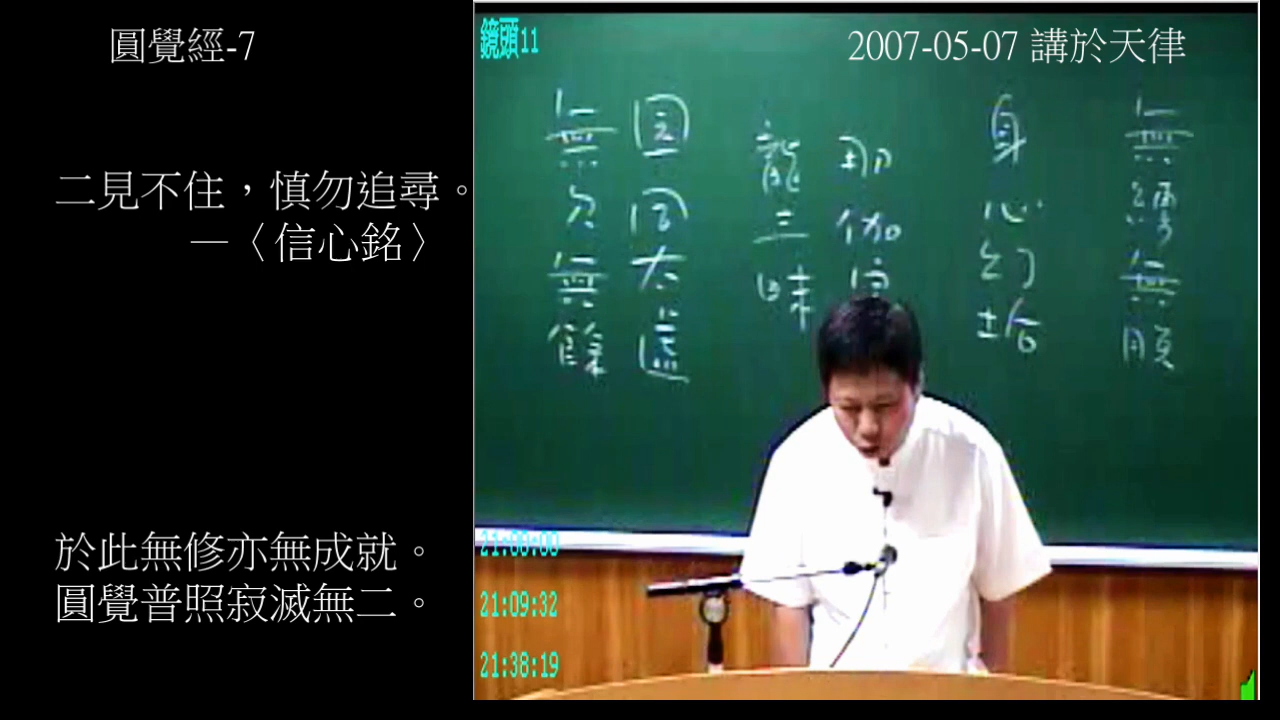 圓覺經-7
二見不住，慎勿追尋。
—〈信心銘〉
於此無修亦無成就。
圓覺普照寂滅無二。
鏡頭11
2007-05-07 講於天律
無縛無脫
身心幻垢
那伽定
龍三昧
圓同太虛
無欠無餘
21:00:00
21:09:32
21:38:19